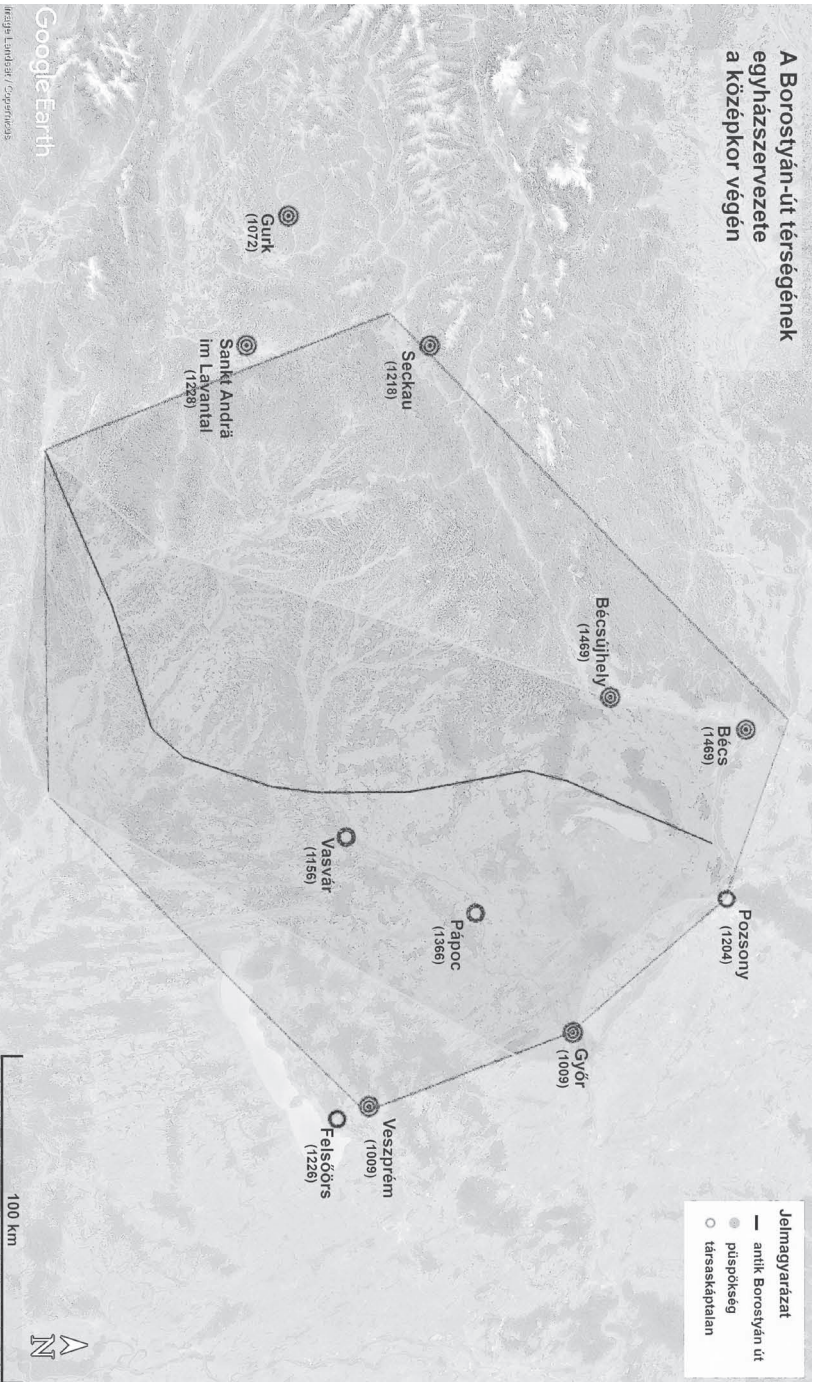 A Borostyán-út térségének
egyházszervezete
a középkor végén
Jelmagyarázat
antik Borostyán út
püspökség
társaskáptalan
Bécs
(1469)
Pozsony
(1204)
Bécsújhely
(1469)
Győr
(1009)
Seckau
(1218)
Pápoc
(1366)
Veszprém
(1009)
Gurk
(1072)
Sankt Andrä
im Lavantal
(1228)
Vasvár
(1156)
Felsőörs
(1226)
Google Earth
Image Landsat / Copernicus
100 km
N